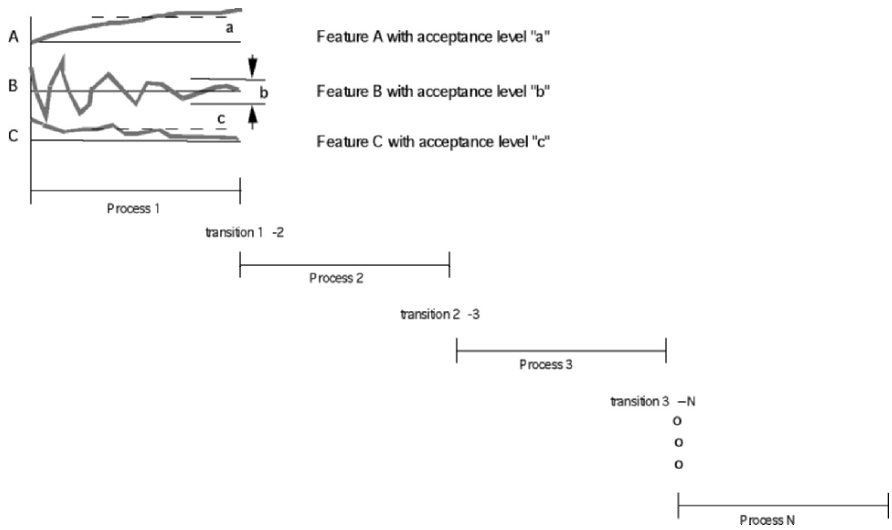 A
a
Feature A with acceptance level "a"
B
b
Feature B with acceptance level "b"
c
C
Feature C with acceptance level "c"
Process 1
transition 1 -2
Process 2
transition 2 -3
Process 3
transition 3 –N
o
o
o
Process N